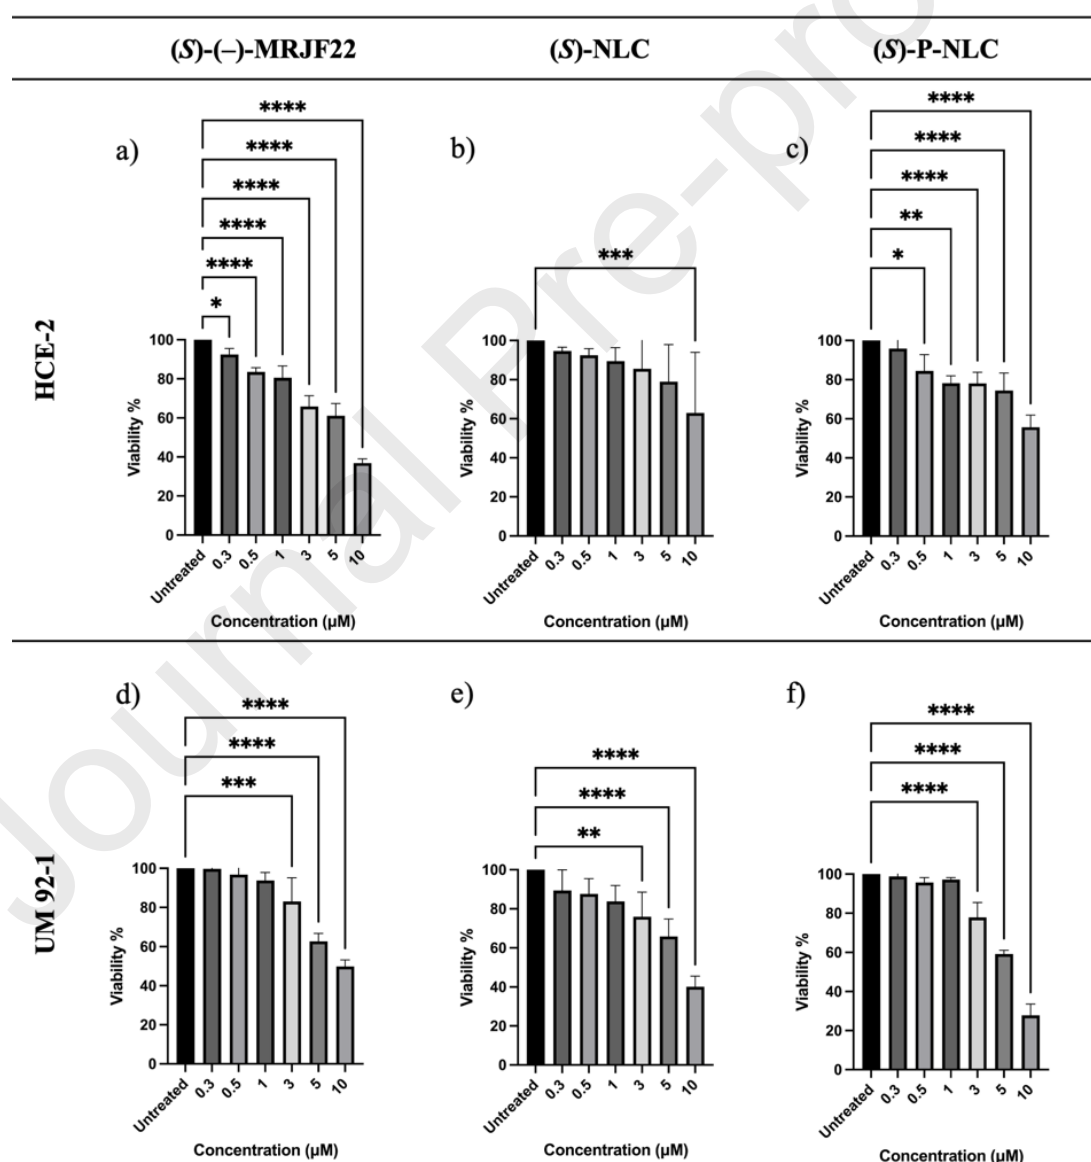 (S)-(–)-MRJF22 (S)-NLC (S)-P-NLC
HCE-2
a)
****
****
****
****
****
*
Viability %
100
80
60
40
20
0
Untreated 0.3 0.5 1 3 5 10
Concentration (µM)
b)
***
Viability %
100
80
60
40
20
0
Untreated 0.3 0.5 1 3 5 10
Concentration (µM)
c)
****
****
****
**
*
Viability %
100
80
60
40
20
0
Untreated 0.3 0.5 1 3 5 10
Concentration (µM)
UM 92-1
d)
****
****
***
Viability %
100
80
60
40
20
0
Untreated 0.3 0.5 1 3 5 10
Concentration (µM)
e)
****
****
**
Viability %
100
80
60
40
20
0
Untreated 0.3 0.5 1 3 5 10
Concentration (µM)
f)
****
****
****
Viability %
100
80
60
40
20
0
Untreated 0.3 0.5 1 3 5 10
Concentration (µM)
Journal Pre-pro